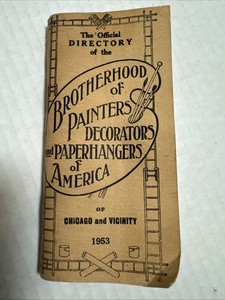 The Official
DIRECTORY
of the
BROTHERHOOD
of
PAINTERS
DECORATORS
and PAPERHANGERS
of
AMERICA
OF
CHICAGO and VICINITY
1953